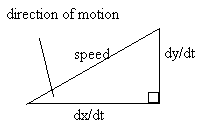 direction of motion
speed
dy/dt
dx/dt